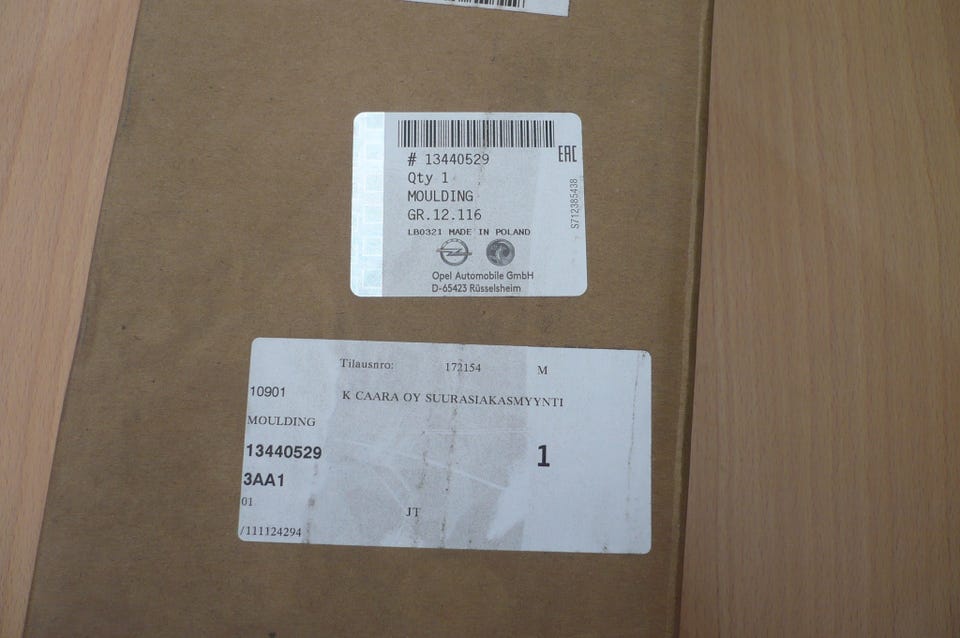 # 13440529
EAC
Qty 1
MOULDING
GR.12.116
LB0321 MADE IN POLAND
S712385438
Opel Automobile GmbH
D-65423 Rüsselsheim
Tilausnro: 172154 M
K CAARA OY SUURASIAKASMYYNTI
10901
MOULDING
13440529
1
3AA1
01
JT
/111124294